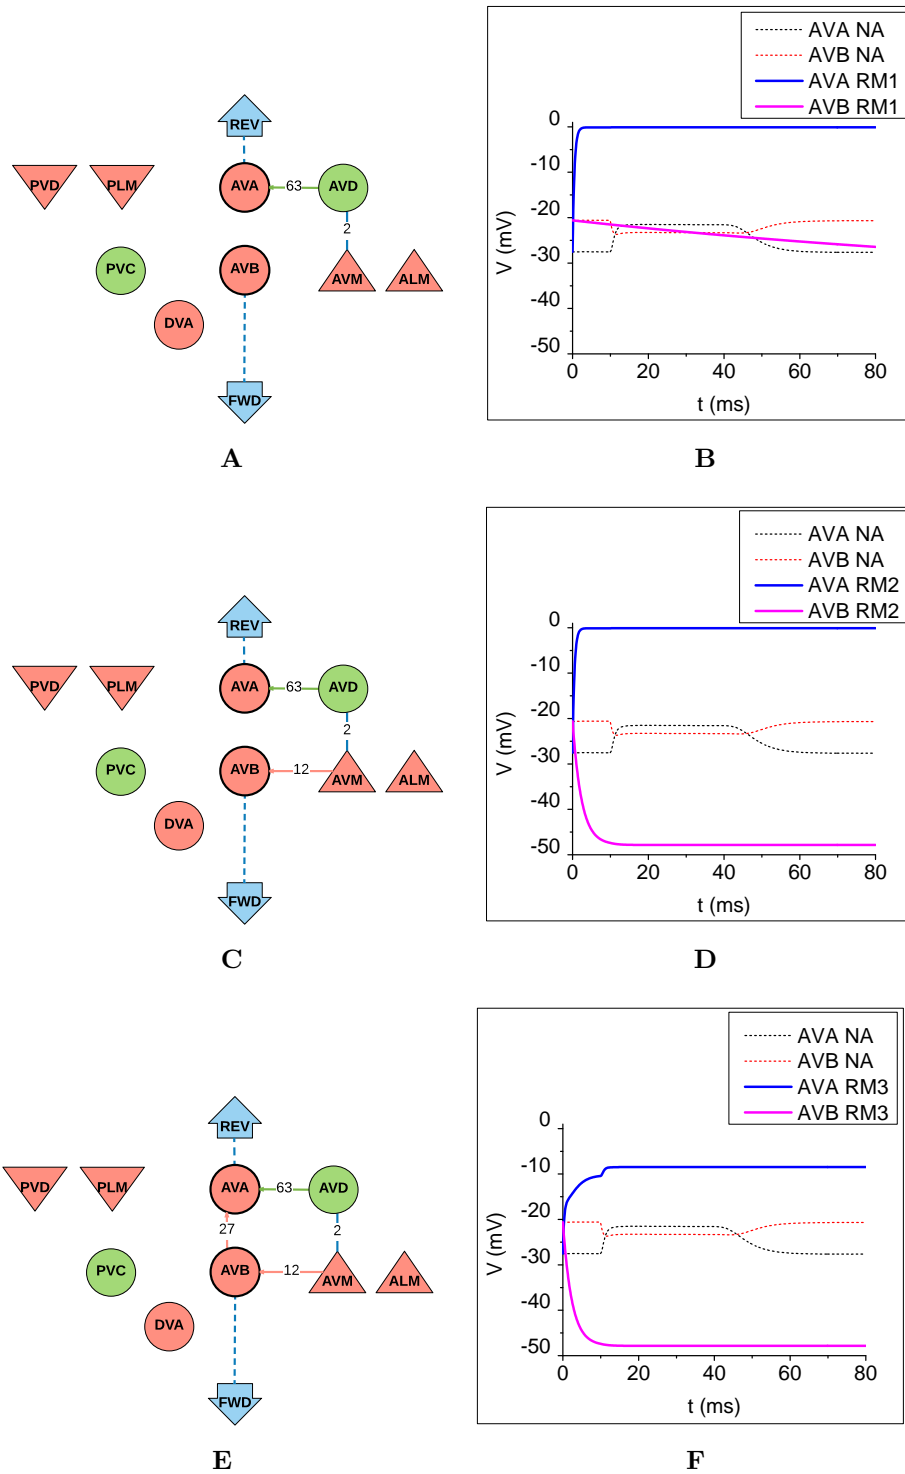 REV
PVD
PLM
AVA
63
AVD
2
PVC
AVB
AVM
ALM
DVA
FWD
A
AVA NA
AVB NA
AVA RM1
AVB RM1
0
-10
-20
-30
-40
-50
V (mV)
0
20
40
60
80
t (ms)
B
REV
PVD
PLM
AVA
63
AVD
2
PVC
AVB
12
AVM
ALM
DVA
FWD
C
AVA NA
AVB NA
AVA RM2
AVB RM2
0
-10
-20
-30
-40
-50
V (mV)
0
20
40
60
80
t (ms)
D
REV
PVD
PLM
AVA
63
AVD
27
2
PVC
AVB
12
AVM
ALM
DVA
FWD
E
AVA NA
AVB NA
AVA RM3
AVB RM3
0
-10
-20
-30
-40
-50
V (mV)
0
20
40
60
80
t (ms)
F